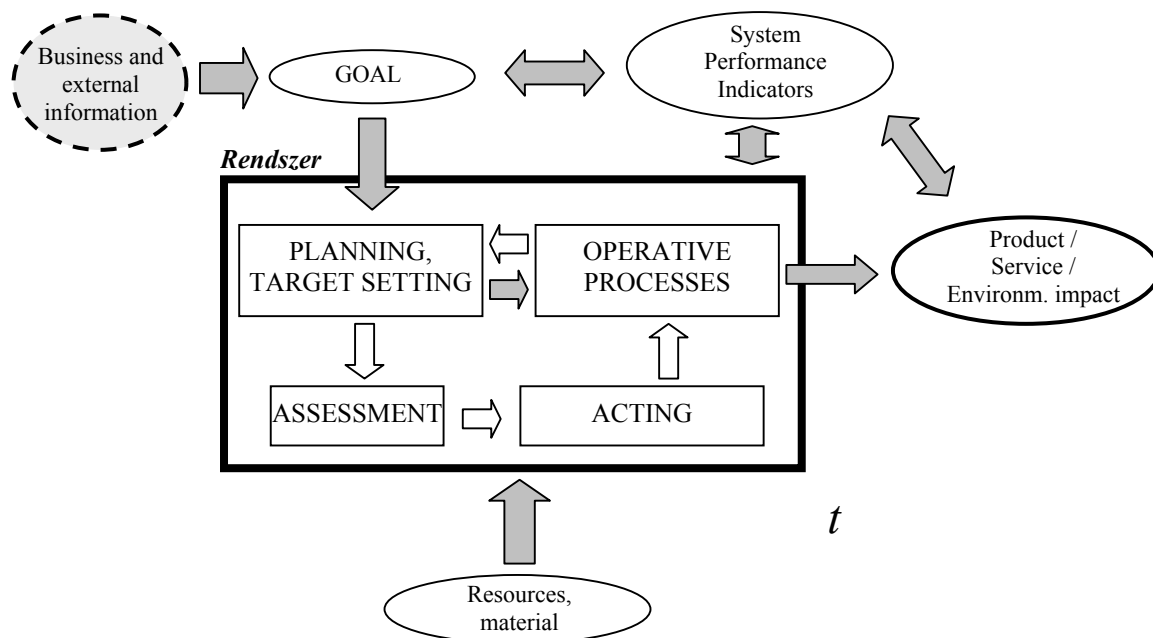 Business and
external
information
GOAL
System
Performance
Indicators
Rendszer
PLANNING,
TARGET SETTING
OPERATIVE
PROCESSES
Product /
Service /
Environm. impact
ASSESSMENT
ACTING
t
Resources,
material